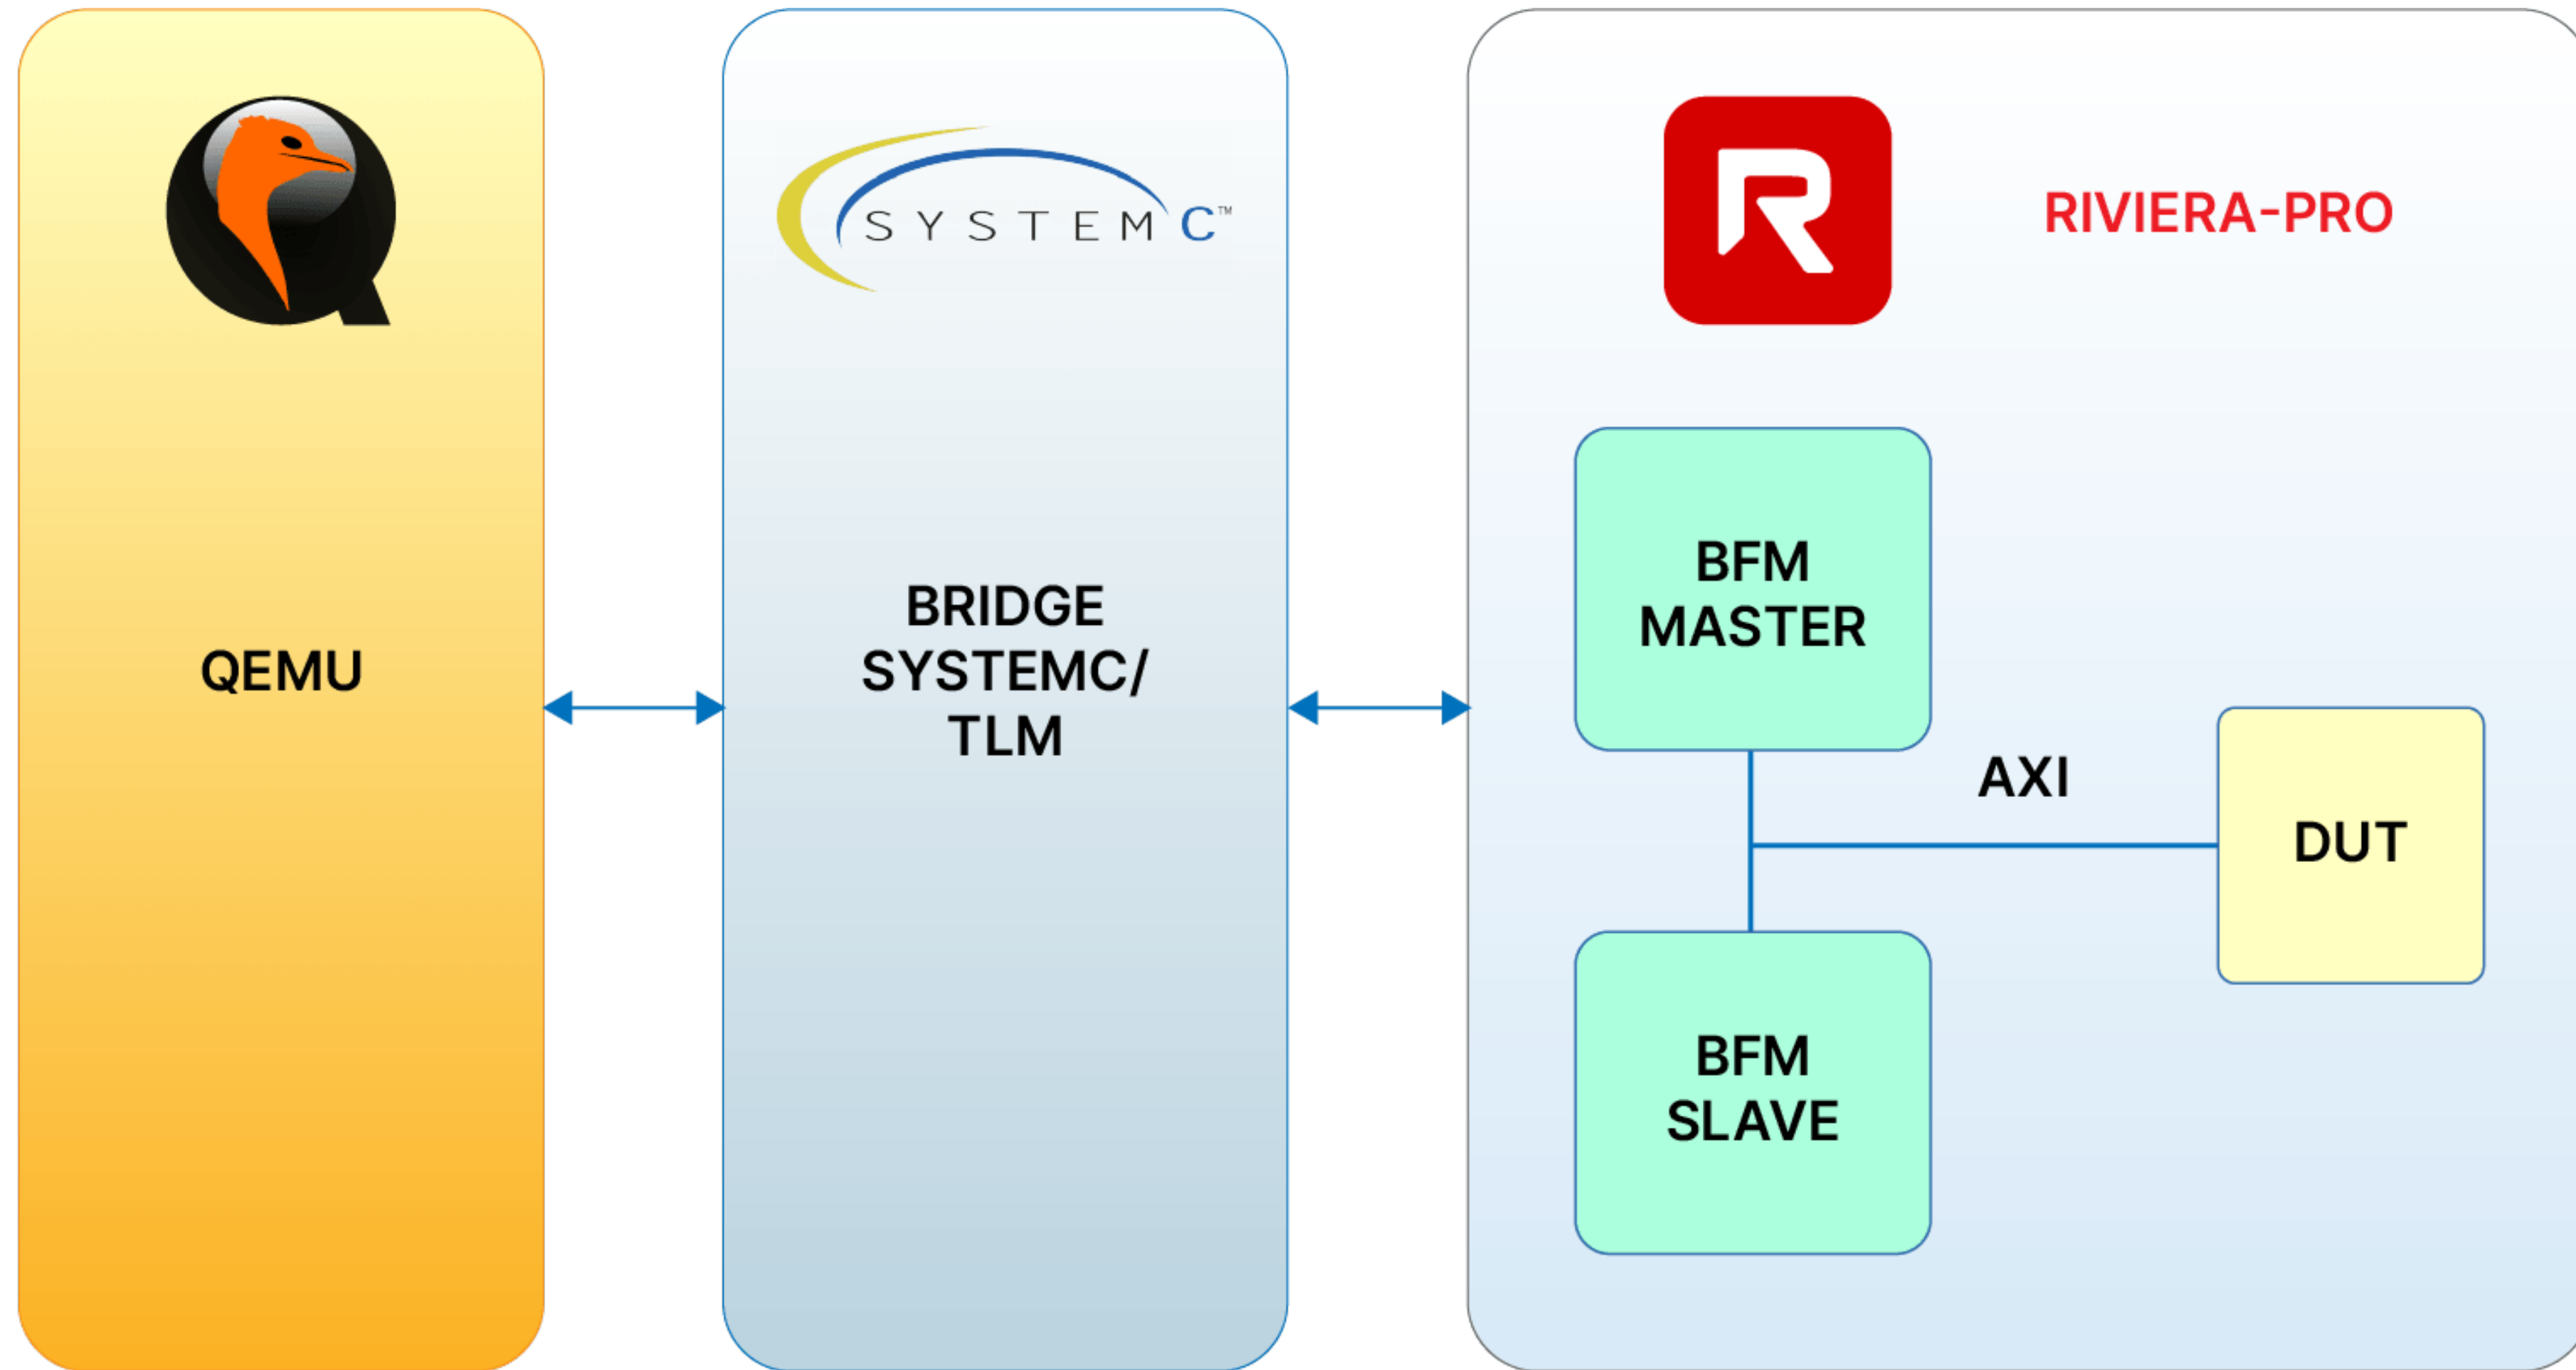 QEMU
SYSTEM C™
BRIDGE
SYSTEMC/
TLM
RIVIERA-PRO
BFM
MASTER
AXI
DUT
BFM
SLAVE